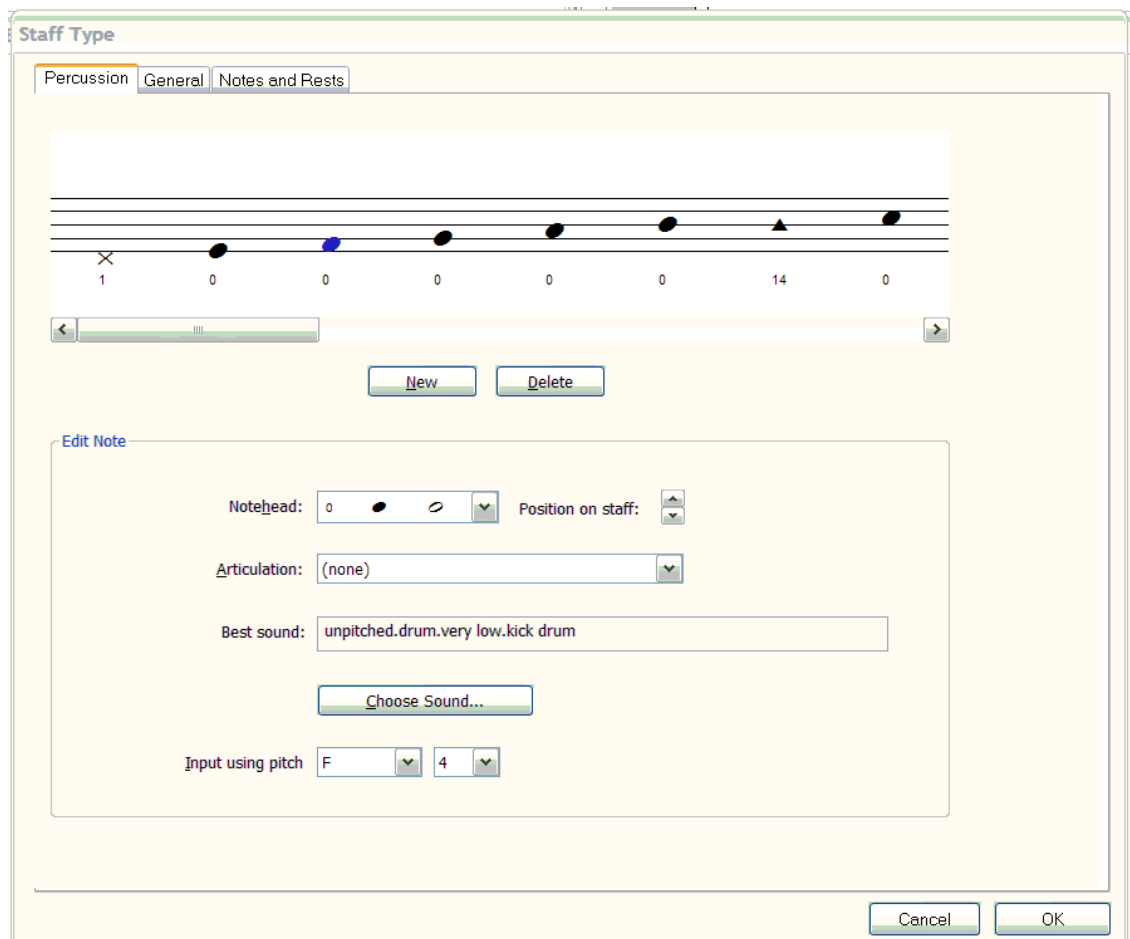 Staff Type
Percussion General Notes and Rests
1 0 0 0 0 0 14 0
New Delete
Edit Note
Notehead: 0 Position on staff:
Articulation: (none)
Best sound: unpitched.drum.very low.kick drum
Choose Sound...
Input using pitch F 4
Cancel OK